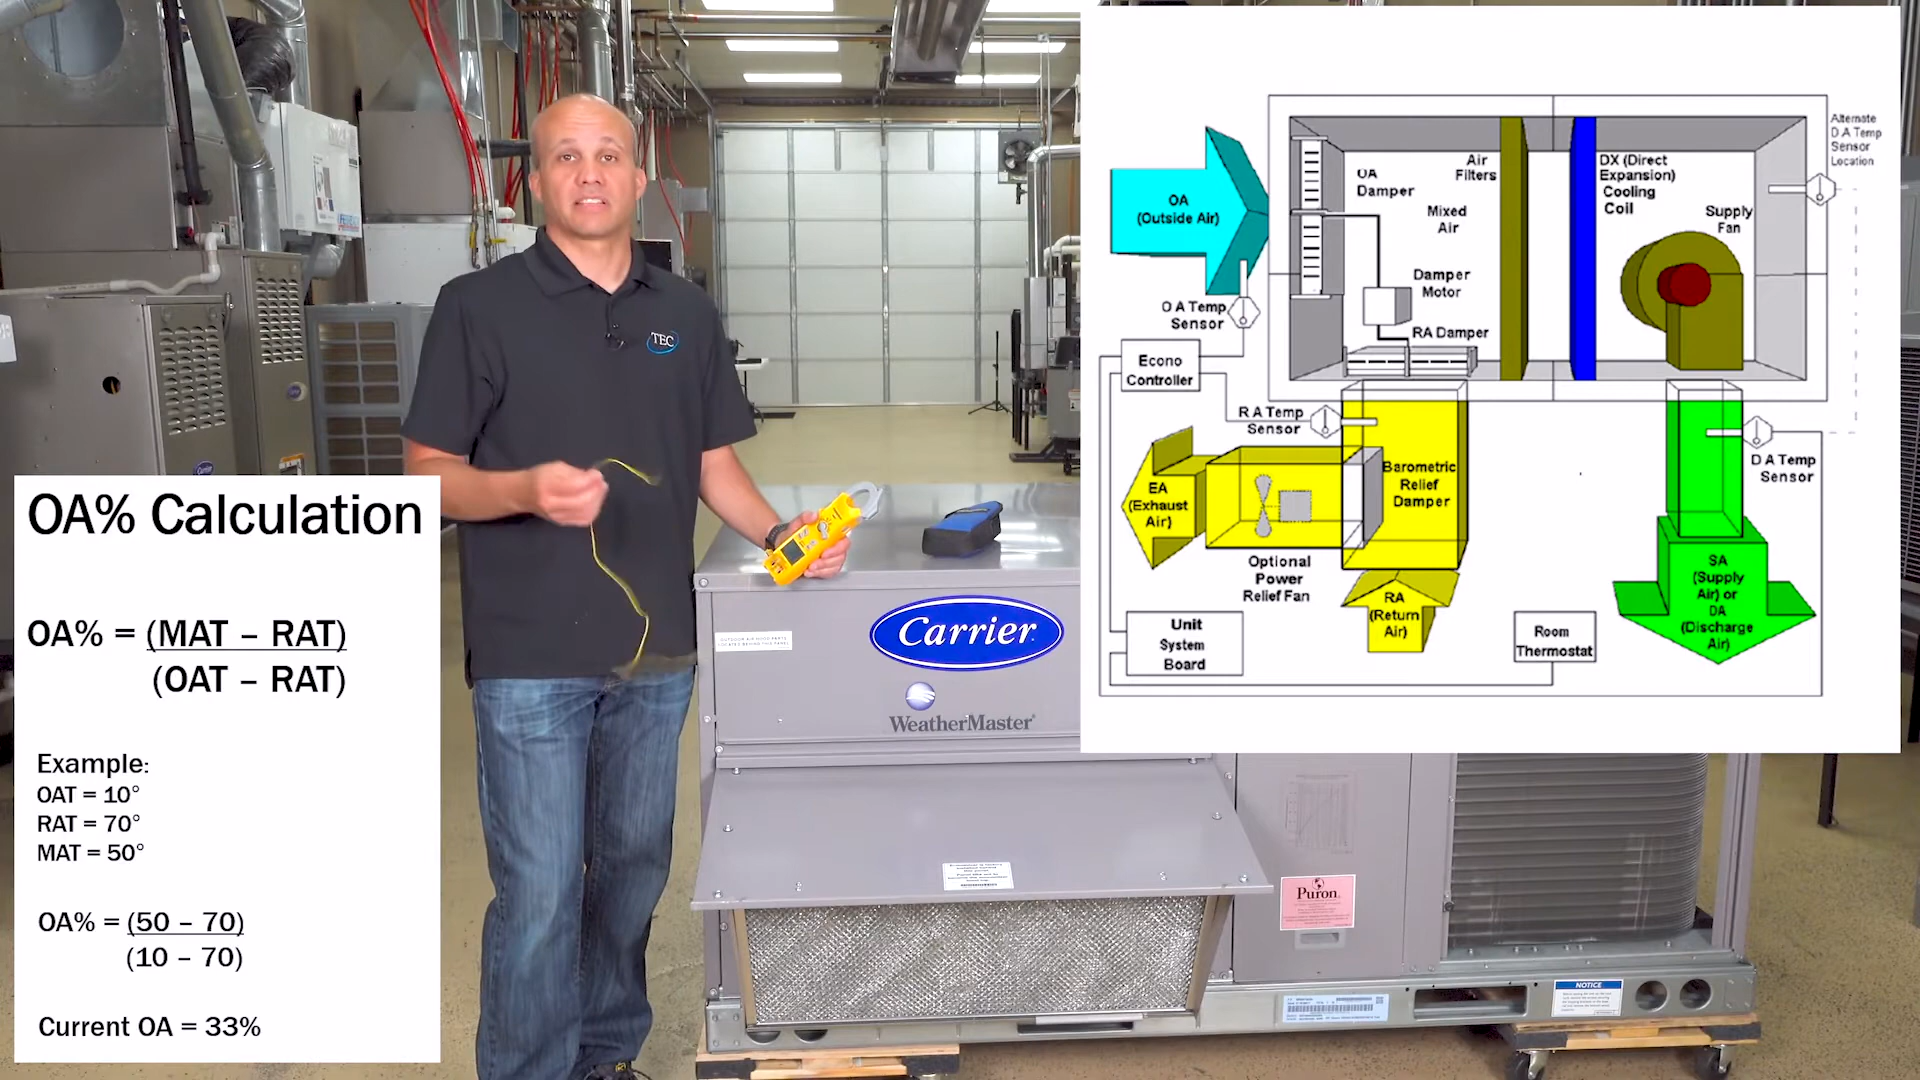 OA% Calculation
OA% = (MAT – RAT)
(OAT – RAT)
Example:
OAT = 10°
RAT = 70°
MAT = 50°
OA% = (50 – 70)
(10 – 70)
Current OA = 33%
TEC
Carrier
WeatherMaster
Puron
NOTICE
OA
(Outside Air)
OA
Damper
Air
Filters
Mixed
Air
DX (Direct
Expansion)
Cooling
Coil
Supply
Fan
Alternate
D A Temp
Sensor
Location
Damper
Motor
RA Damper
O A Temp
Sensor
Econo
Controller
R A Temp
Sensor
EA
(Exhaust
Air)
Barometric
Relief
Damper
Optional
Power
Relief Fan
RA
(Return
Air)
D A Temp
Sensor
SA
(Supply
Air) or
DA
(Discharge
Air)
Unit
System
Board
Room
Thermostat